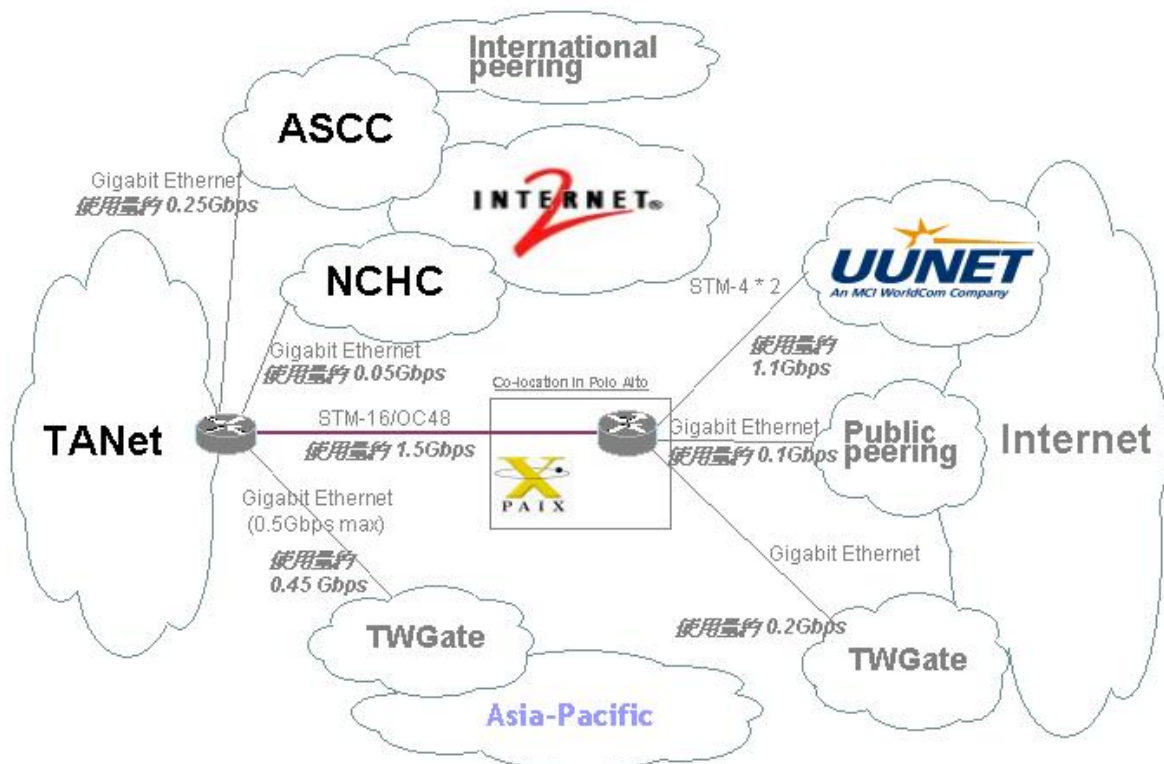 International
peering
ASCC
Gigabit Ethernet
使用量約 0.25Gbps
INTERNET®
2
NCHC
UUNET
An MCI WorldCom Company
STM-4 * 2
使用量約
1.1Gbps
Gigabit Ethernet
使用量約 0.05Gbps
Co-location in Polo Alto
TANet
STM-16/OC48
使用量約 1.5Gbps
X
PAIX
Gigabit Ethernet
使用量約 0.1Gbps
Public
peering
Internet
Gigabit Ethernet
(0.5Gbps max)
使用量約
0.45 Gbps
Gigabit Ethernet
使用量約 0.2Gbps
TWGate
TWGate
Asia-Pacific